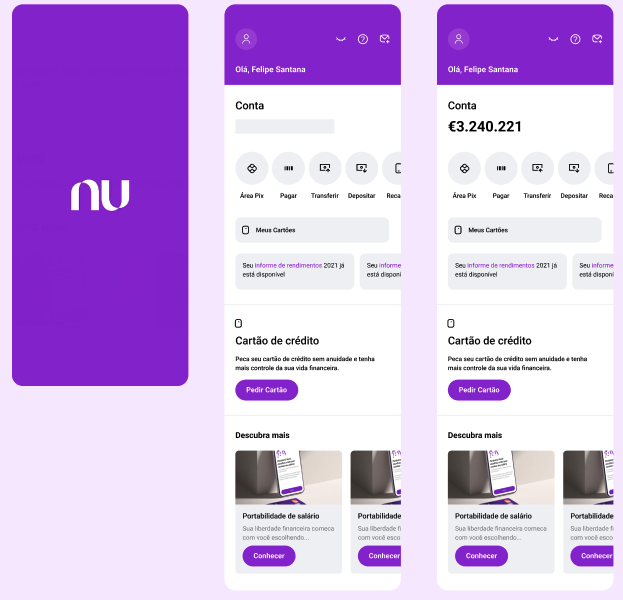 nu
Olá, Felipe Santana
Conta
Área Pix
Pagar
Transferir
Depositar
Reca
Meus Cartões
Seu informe de rendimentos 2021 já
está disponível
Seu informe
está disponí
Cartão de crédito
Peca seu cartão de crédito sem anuidade e tenha
mais controle da sua vida financeira.
Pedir Cartão
Descubra mais
Portabilidade de salário
Sua liberdade financeira comeca
com você escolhendo...
Conhecer
Portabilidade
Sua liberdade fi
com você esco
Conhecer
Olá, Felipe Santana
Conta
€3.240.221
Área Pix
Pagar
Transferir
Depositar
Reca
Meus Cartões
Seu informe de rendimentos 2021 já
está disponível
Seu informe
está disponí
Cartão de crédito
Peca seu cartão de crédito sem anuidade e tenha
mais controle da sua vida financeira.
Pedir Cartão
Descubra mais
Portabilidade de salário
Sua liberdade financeira comeca
com você escolhendo...
Conhecer
Portabilidade
Sua liberdade fi
com você esco
Conhecer